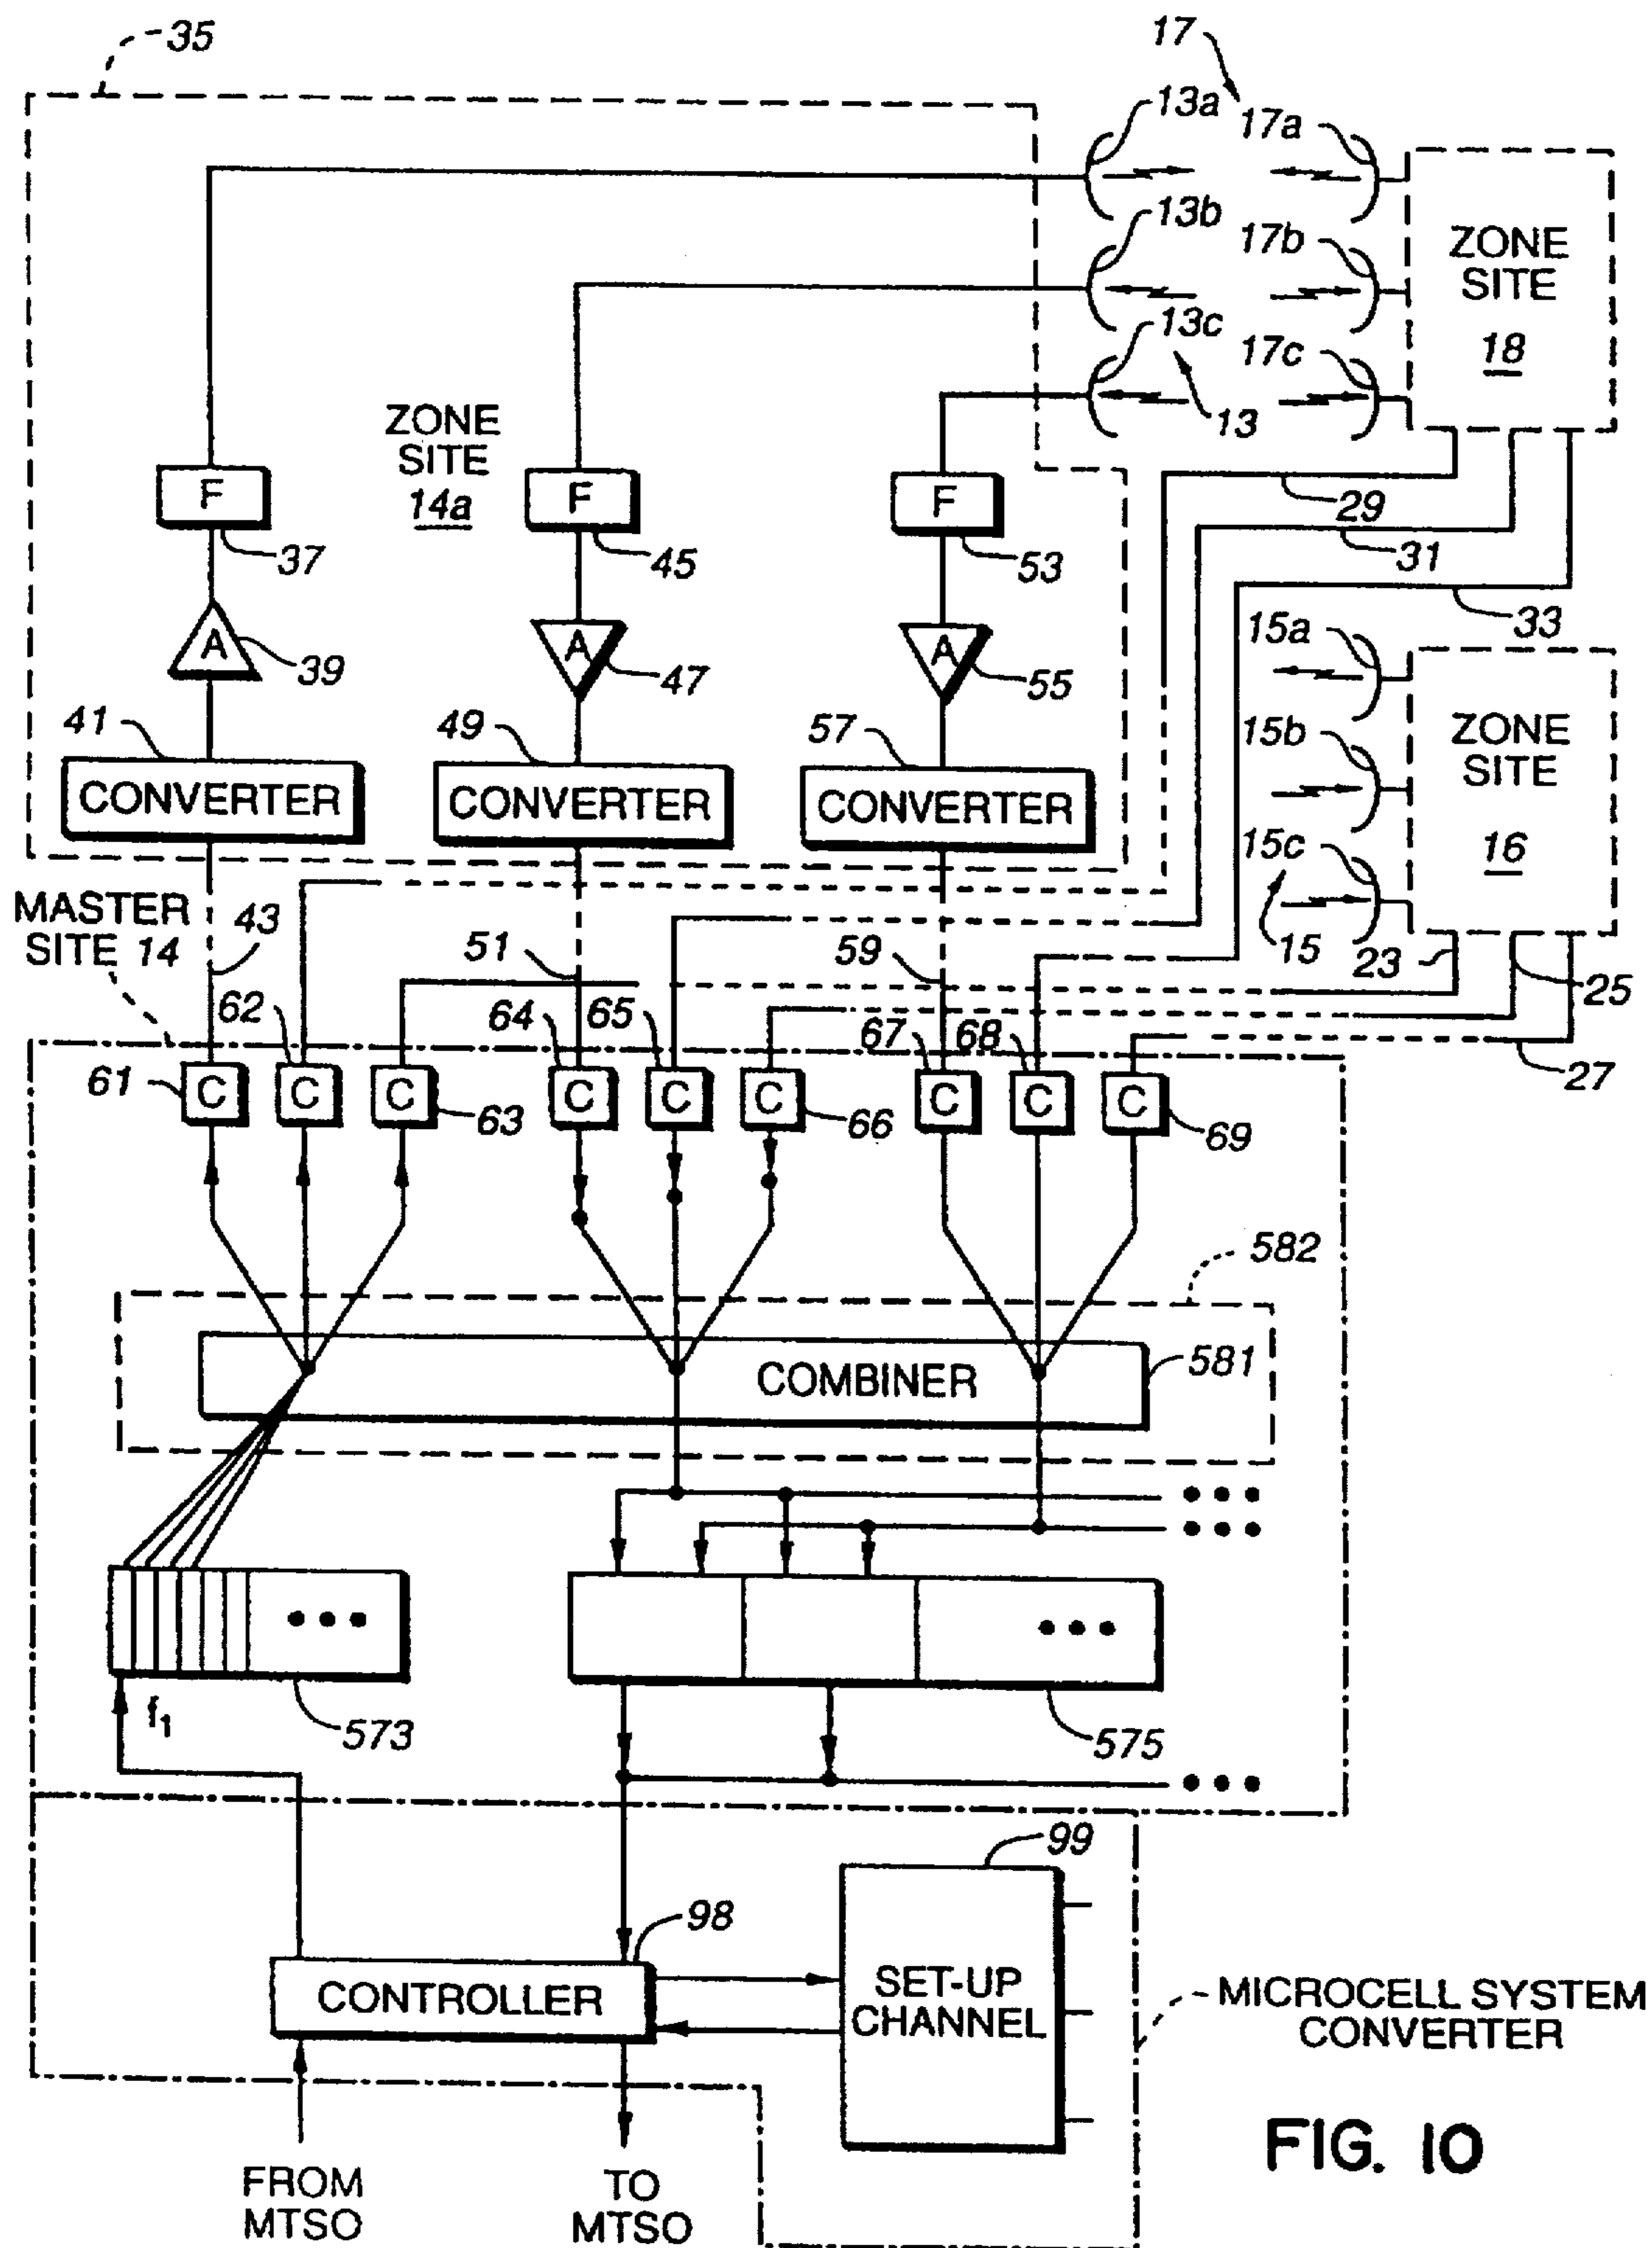 35
17
13a
17a
13b
17b
ZONE
SITE
18
13c
17c
13
ZONE
SITE
14a
F
F
F
37
45
53
29
31
33
A
39
A
47
A
55
15a
41
49
57
15b
ZONE
SITE
16
CONVERTER
CONVERTER
CONVERTER
15c
MASTER
SITE 14
43
51
59
15
23
25
62
64
65
67
68
27
61
C
C
C
63
C
C
C
66
C
C
C
69
582
COMBINER
581
f1
573
575
99
98
CONTROLLER
SET-UP
CHANNEL
MICROCELL SYSTEM
CONVERTER
FROM
MTSO
TO
MTSO
FIG. 10